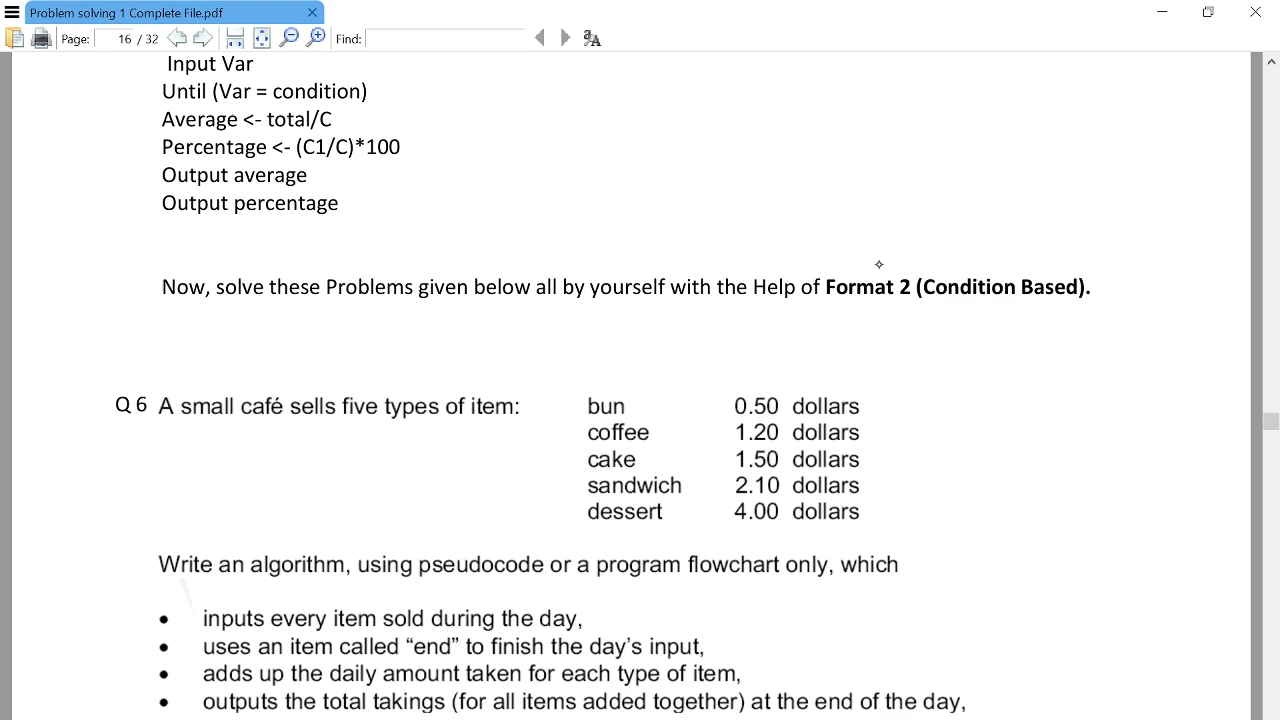 Problem solving 1 Complete File.pdf
Page: 16 / 32 Find:
Input Var
Until (Var = condition)
Average <- total/C
Percentage <- (C1/C)*100
Output average
Output percentage
Now, solve these Problems given below all by yourself with the Help of Format 2 (Condition Based).
Q 6 A small café sells five types of item: bun 0.50 dollars
coffee 1.20 dollars
cake 1.50 dollars
sandwich 2.10 dollars
dessert 4.00 dollars
Write an algorithm, using pseudocode or a program flowchart only, which
• inputs every item sold during the day,
• uses an item called “end” to finish the day’s input,
• adds up the daily amount taken for each type of item,
• outputs the total takings (for all items added together) at the end of the day,